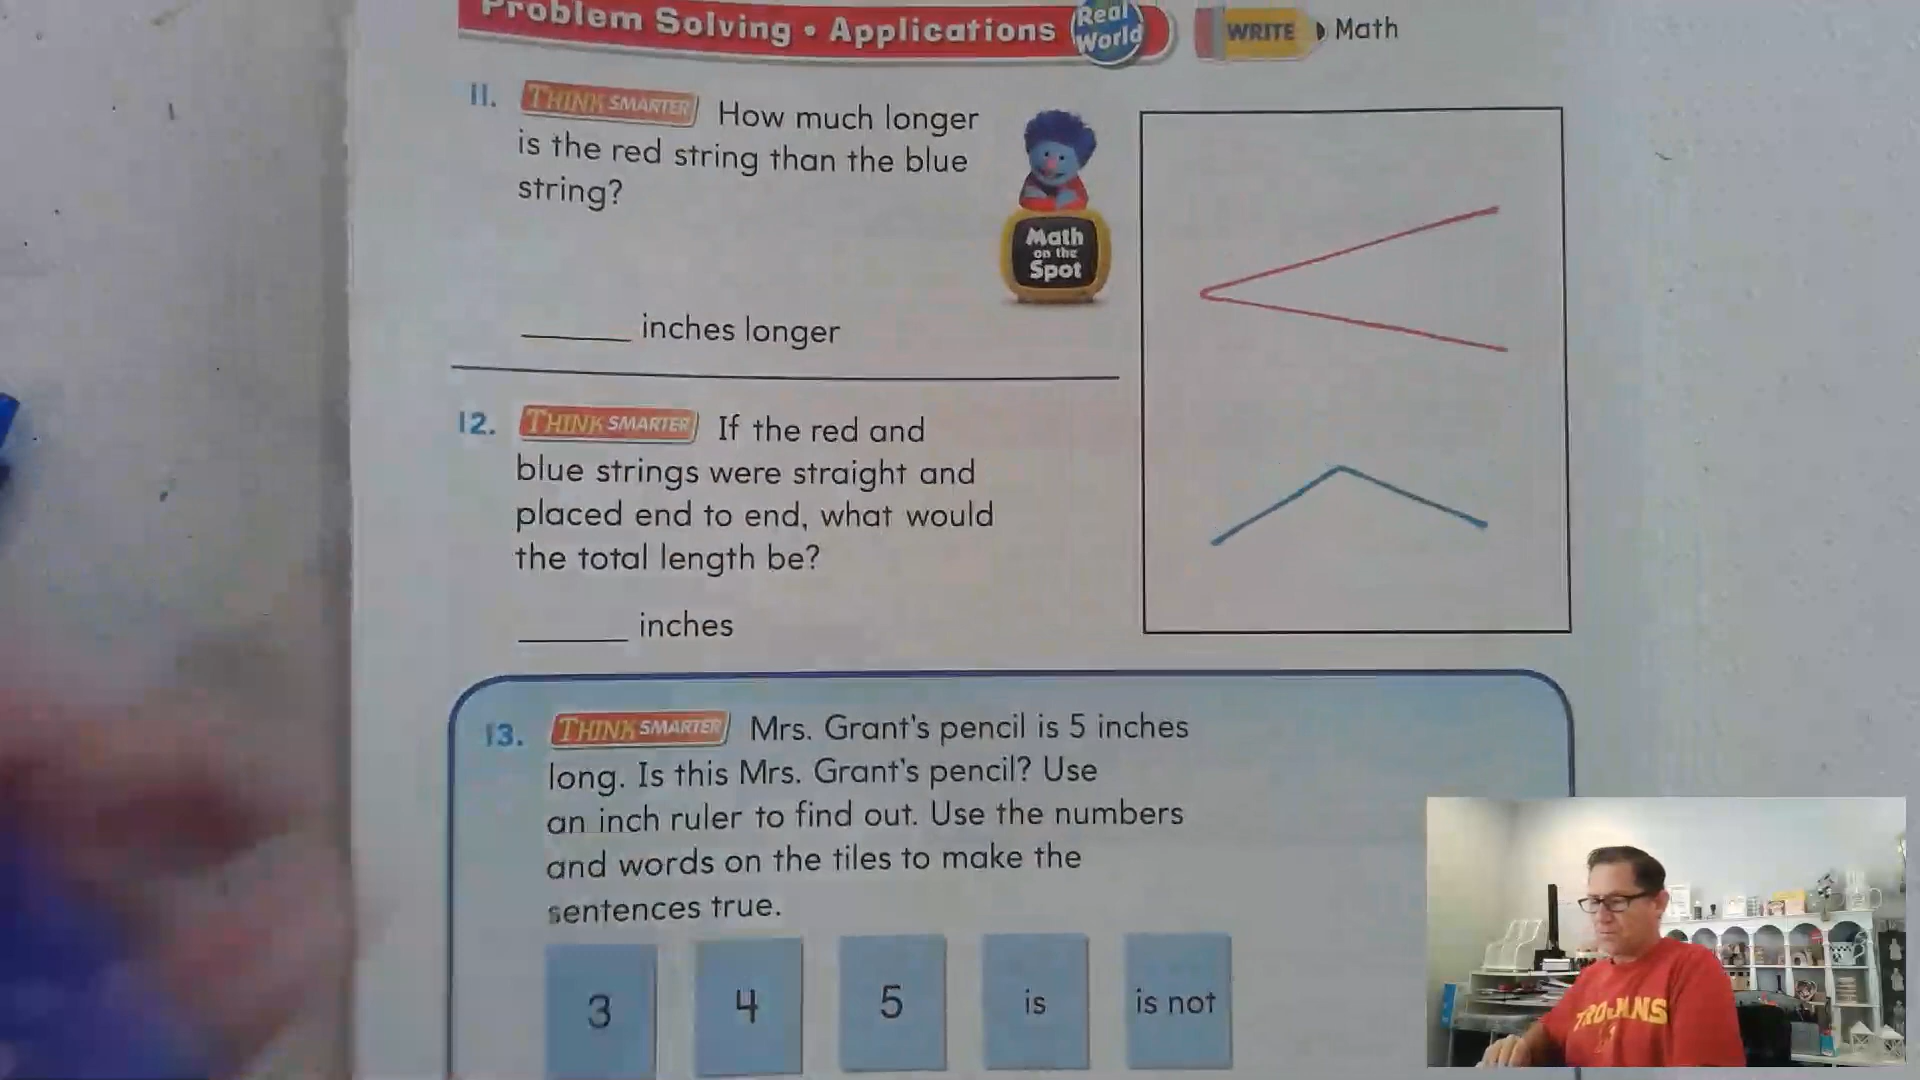 Problem Solving • Applications Real World WRITE Math
11. THINK SMARTER How much longer
is the red string than the blue
string?
Math
on the
Spot
______ inches longer
12. THINK SMARTER If the red and
blue strings were straight and
placed end to end, what would
the total length be?
______ inches
13. THINK SMARTER Mrs. Grant's pencil is 5 inches
long. Is this Mrs. Grant's pencil? Use
an inch ruler to find out. Use the numbers
and words on the tiles to make the
sentences true.
3 4 5 is is not
TROJANS